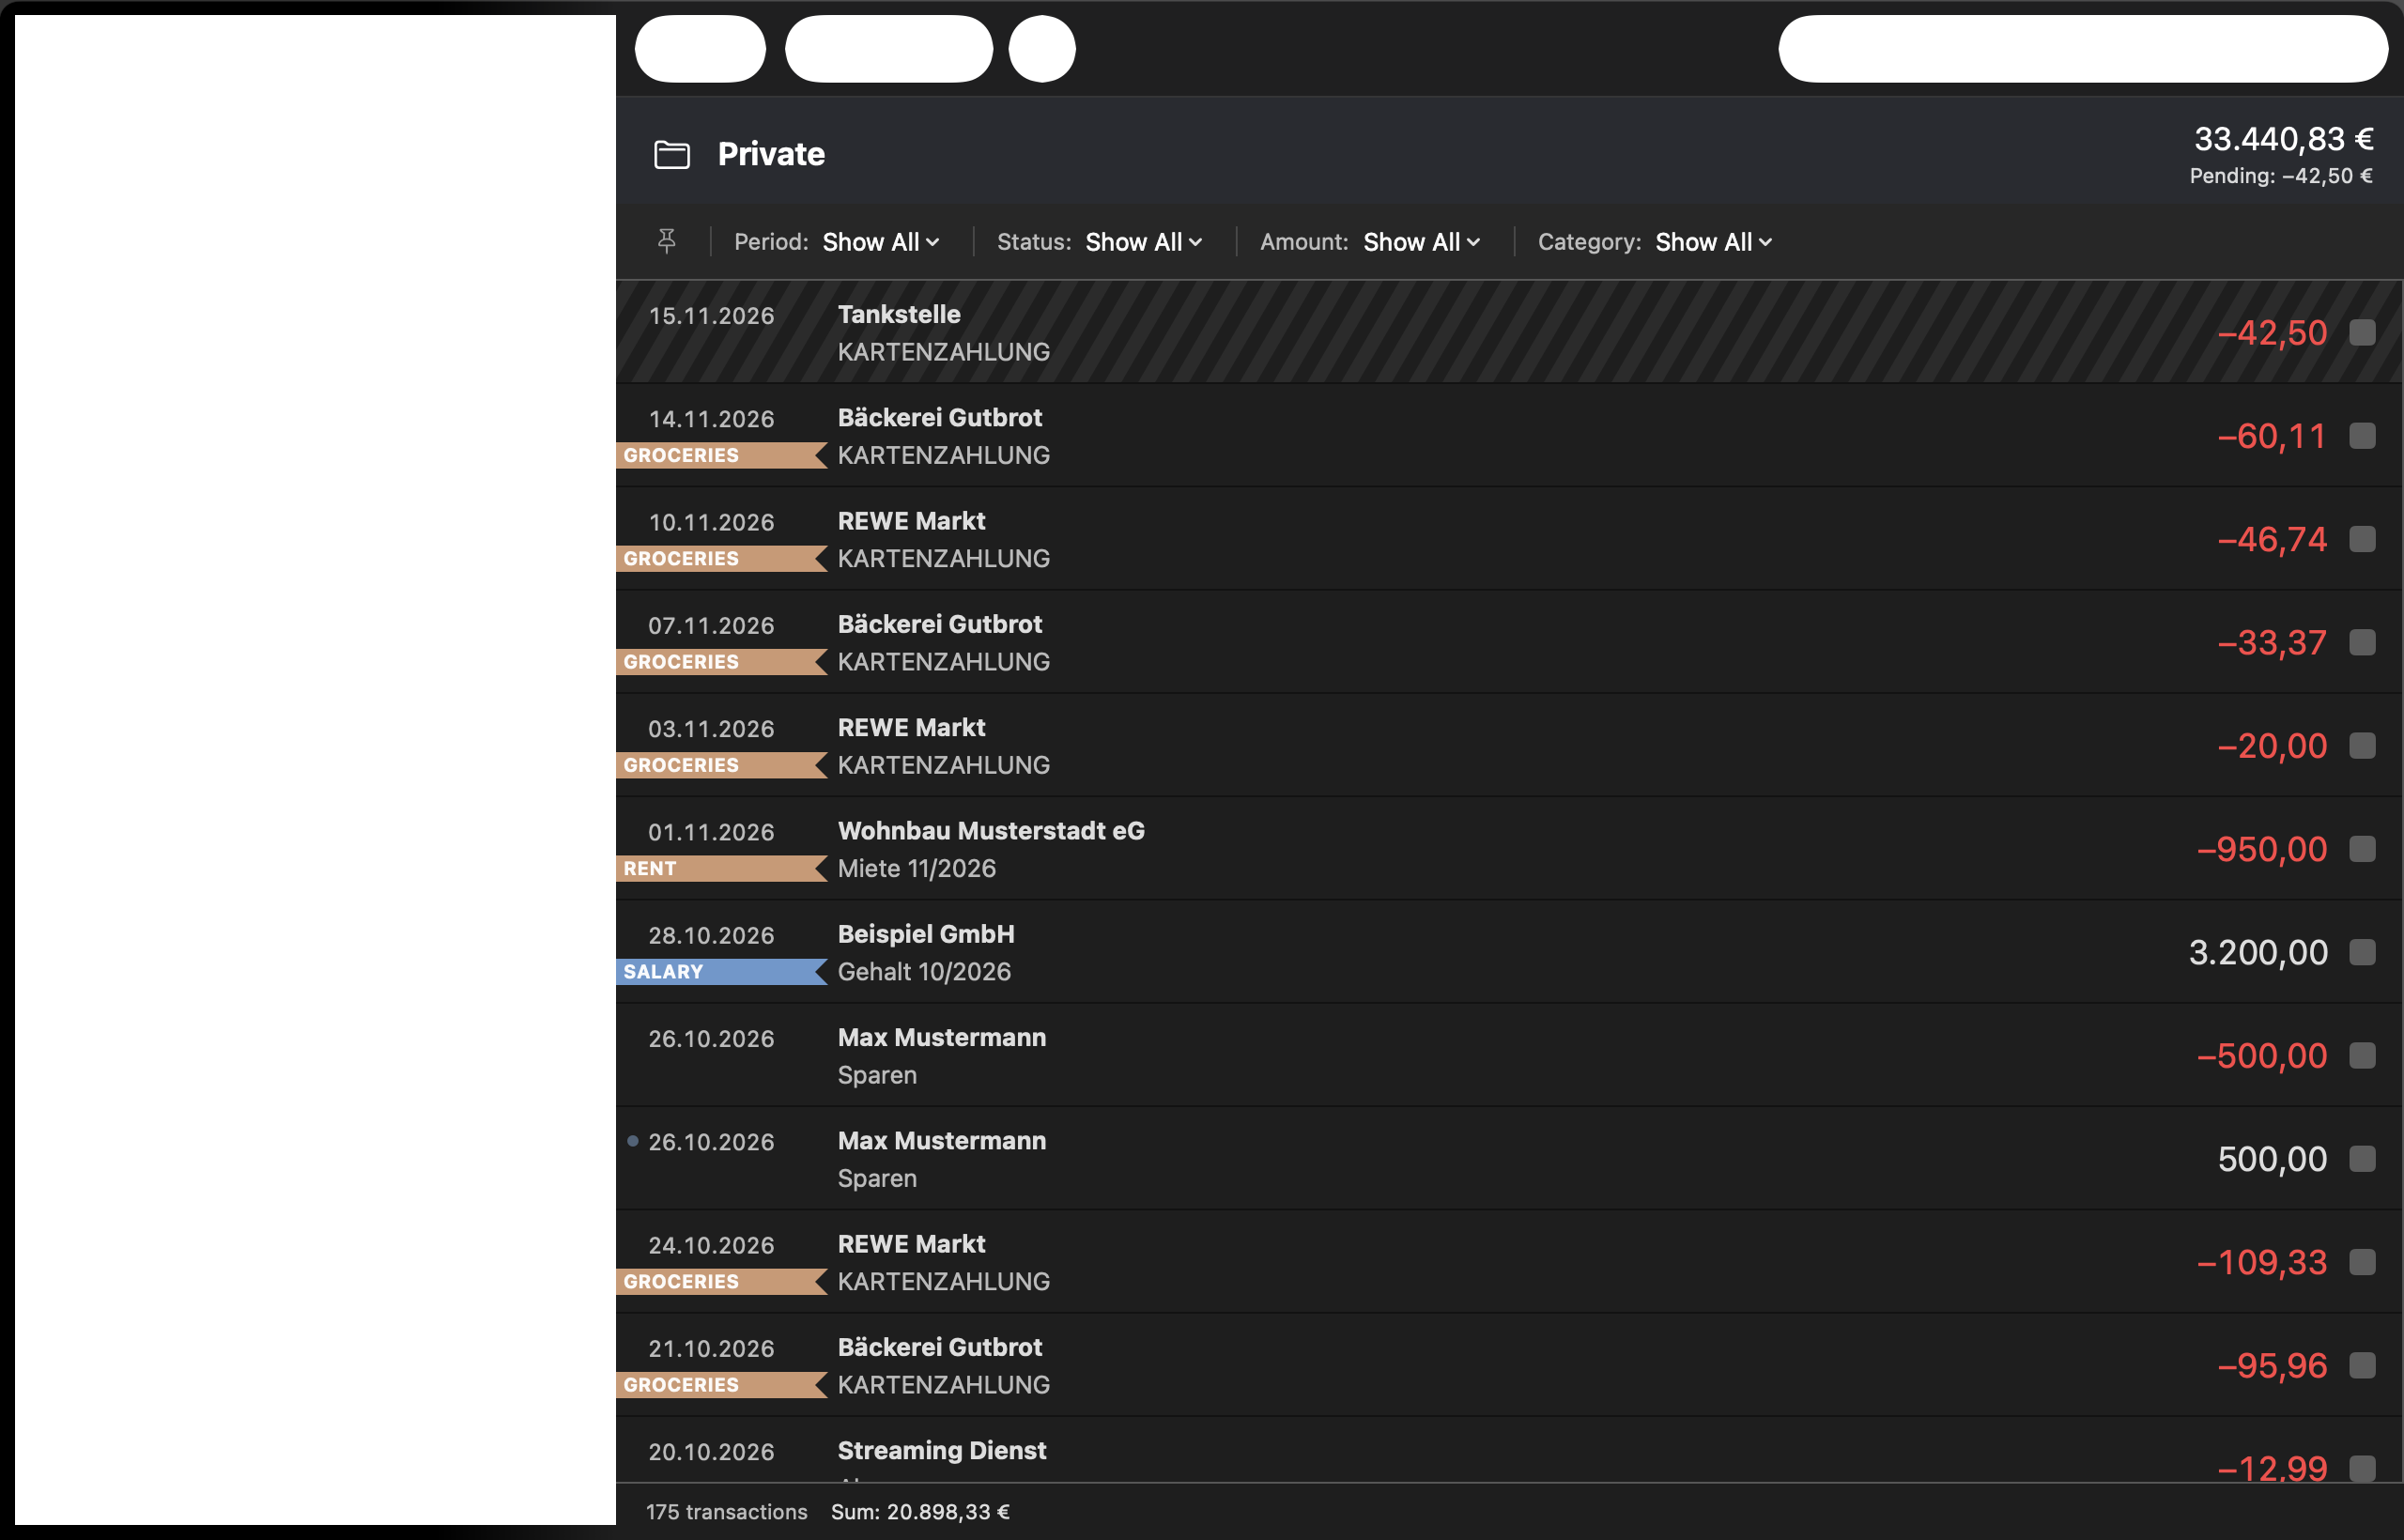 Private
33.440,83 €
Pending: –42,50 €
Period: Show All Status: Show All Amount: Show All Category: Show All
15.11.2026 Tankstelle
KARTENZAHLUNG
–42,50
14.11.2026 Bäckerei Gutbrot
GROCERIES KARTENZAHLUNG
–60,11
10.11.2026 REWE Markt
GROCERIES KARTENZAHLUNG
–46,74
07.11.2026 Bäckerei Gutbrot
GROCERIES KARTENZAHLUNG
–33,37
03.11.2026 REWE Markt
GROCERIES KARTENZAHLUNG
–20,00
01.11.2026 Wohnbau Musterstadt eG
RENT Miete 11/2026
–950,00
28.10.2026 Beispiel GmbH
SALARY Gehalt 10/2026
3.200,00
26.10.2026 Max Mustermann
Sparen
–500,00
26.10.2026 Max Mustermann
Sparen
500,00
24.10.2026 REWE Markt
GROCERIES KARTENZAHLUNG
–109,33
21.10.2026 Bäckerei Gutbrot
GROCERIES KARTENZAHLUNG
–95,96
20.10.2026 Streaming Dienst
–12,99
175 transactions Sum: 20.898,33 €